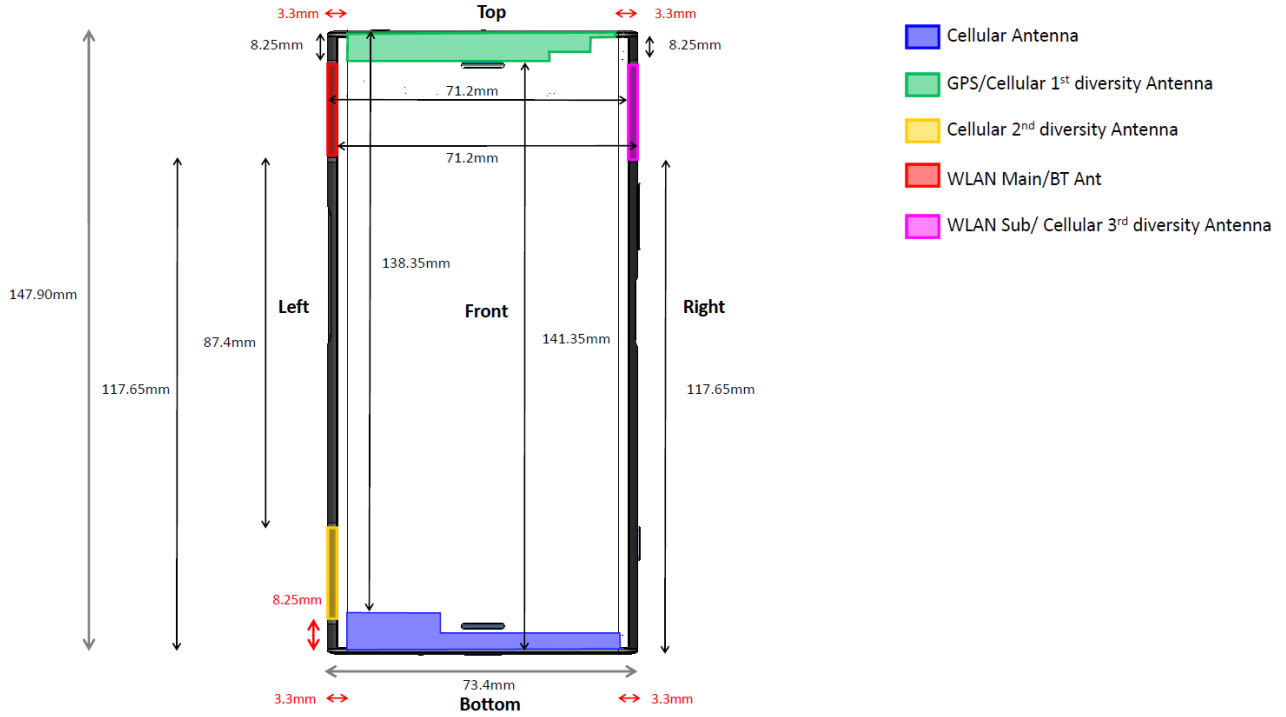 3.3mm
Top
3.3mm
8.25mm
8.25mm
71.2mm
71.2mm
138.35mm
147.90mm
Left
Front
Right
87.4mm
141.35mm
117.65mm
117.65mm
8.25mm
73.4mm
3.3mm
Bottom
3.3mm
Cellular Antenna
GPS/Cellular 1st diversity Antenna
Cellular 2nd diversity Antenna
WLAN Main/BT Ant
WLAN Sub/ Cellular 3rd diversity Antenna